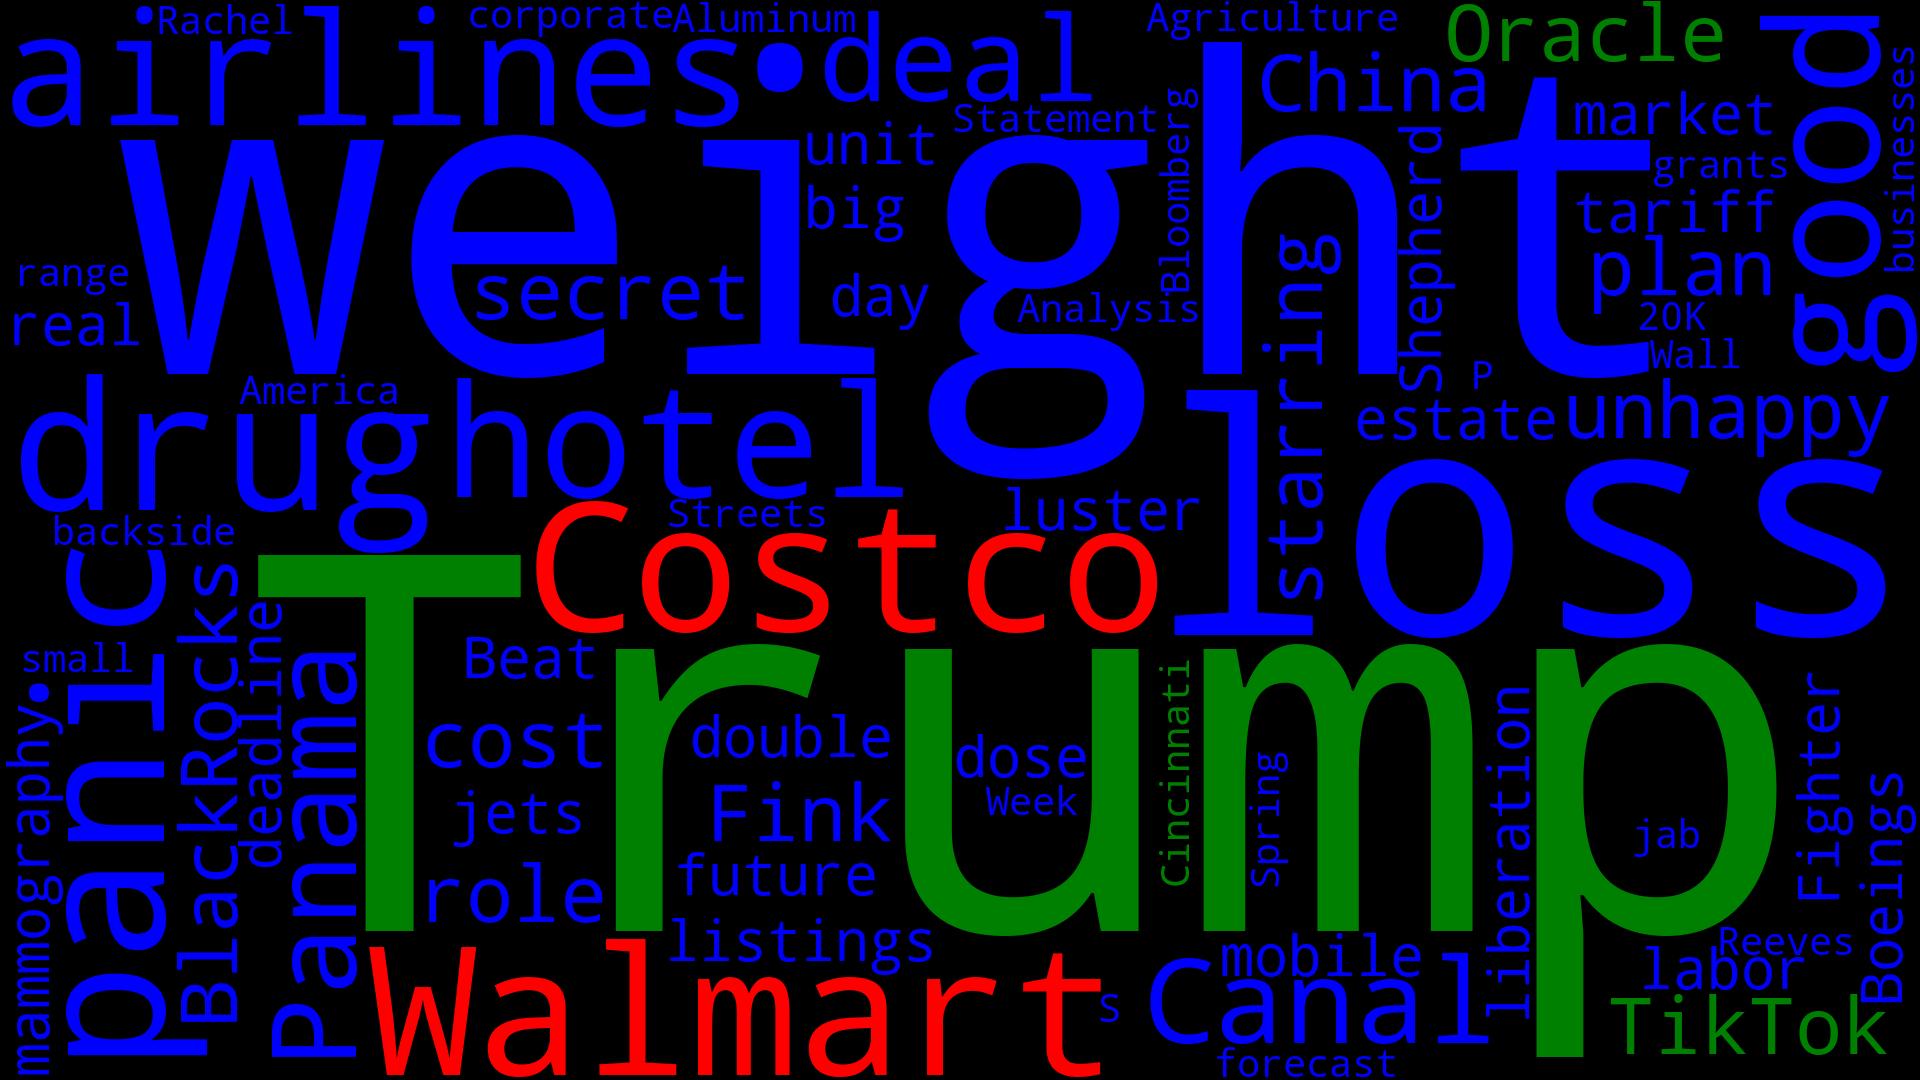 Rachel
corporate
Aluminum
Agriculture
Oracle
airlines
deal
China
good
businesses
market
Statement
unit
Bloomberg
Shepherd
weight
grants
big
tariff
plan
secret
day
Analysis
range
real
starring
20K
Wall
P
America
drug
hotel
estate
unhappy
loss
luster
Streets
backside
Costco
panic
BlackRocks
deadline
Panama
Trump
small
mammography
Beat
cost
double
dose
Week
Cincinnati
Spring
liberation
Fighter
Boeings
jets
Fink
jab
role
future
listings
mobile
Reeves
labor
Walmart
s
Canal
TikTok
forecast